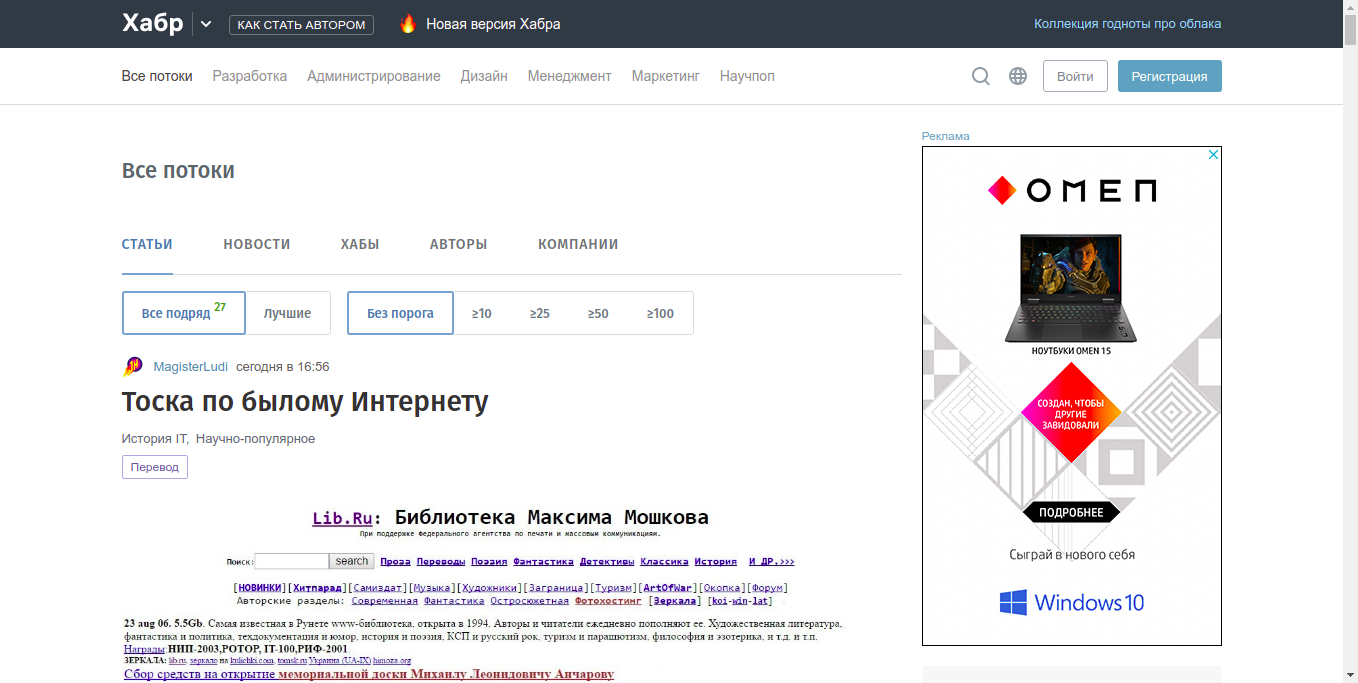 Хабр
КАК СТАТЬ АВТОРОМ
Новая версия Хабра
Коллекция годноты про облака
Все потоки Разработка Администрирование Дизайн Менеджмент Маркетинг Научпоп
Войти
Регистрация
Реклама
Все потоки
СТАТЬИ НОВОСТИ ХАБЫ АВТОРЫ КОМПАНИИ
Все подряд 27 Лучшие Без порога ≥10 ≥25 ≥50 ≥100
MagisterLudi сегодня в 16:56
Тоска по былому Интернету
История IT, Научно-популярное
Перевод
Lib.Ru: Библиотека Максима Мошкова
При поддержке Федерального агентства по печати и массовым коммуникациям.
Поиск: search Проза Переводы Поэзия Фантастика Детективы Классика История И ДР.>>>
[НОВИНКИ][Хитпарад][Самиздат][Музыка][Художники][Заграница][Туризм][ArtOfWar][Окопка][Форум]
Авторские разделы: Современная Фантастика Остросюжетная Фотохостинг [Зеркала] [koi-win-lat]
23 aug 06. 5.5Gb. Самая известная в Рунете www-библиотека, открыта в 1994. Авторы и читатели ежедневно пополняют ее. Художественная литература,
фантастика и политика, техдокументация и юмор, история и поэзия, КСП и русский рок, туризм и парашютизм, философия и эзотерика, и т.д. и т.п.
Награды:НИП-2003,РОТОР, IT-100,РИФ-2001
ЗЕРКАЛА: lib.ru, зеркало на kulichki.com, tomsk.ru Украина (UA-IX) himoza.org
Сбор средств на открытие мемориальной доски Михаилу Леонидовичу Анчарову
ОМЕП
НОУТБУКИ OMEN 15
СОЗДАН, ЧТОБЫ
ДРУГИЕ
ЗАВИДОВАЛИ
ПОДРОБНЕЕ
Сыграй в нового себя
Windows 10